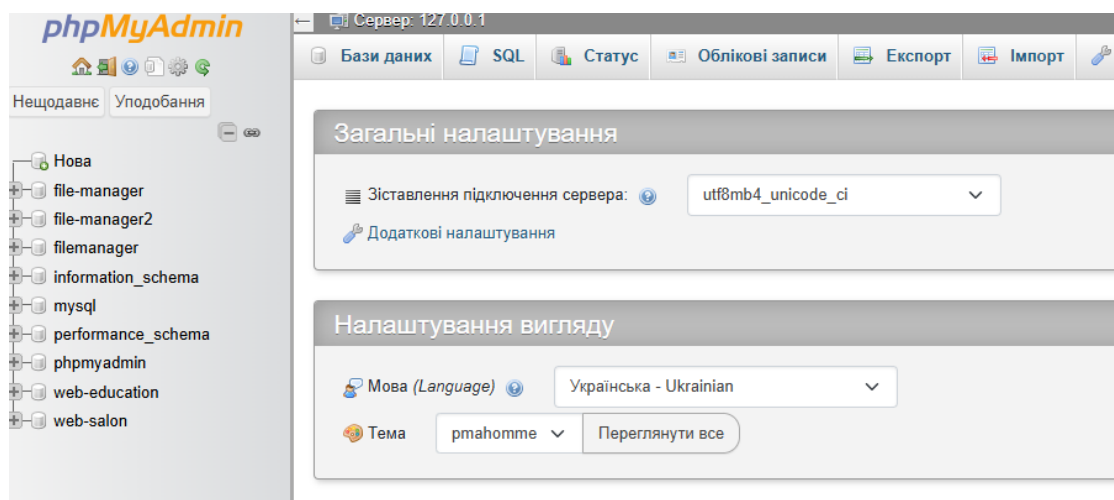 phpMyAdmin
Нещодавнє Уподобання
Нова
file-manager
file-manager2
filemanager
information_schema
mysql
performance_schema
phpmyadmin
web-education
web-salon
Сервер: 127.0.0.1
Бази даних SQL Статус Облікові записи Експорт Імпорт
Загальні налаштування
Зіставлення підключення сервера: utf8mb4_unicode_ci
Додаткові налаштування
Налаштування вигляду
Мова (Language) Українська - Ukrainian
Тема pmahomme Переглянути все